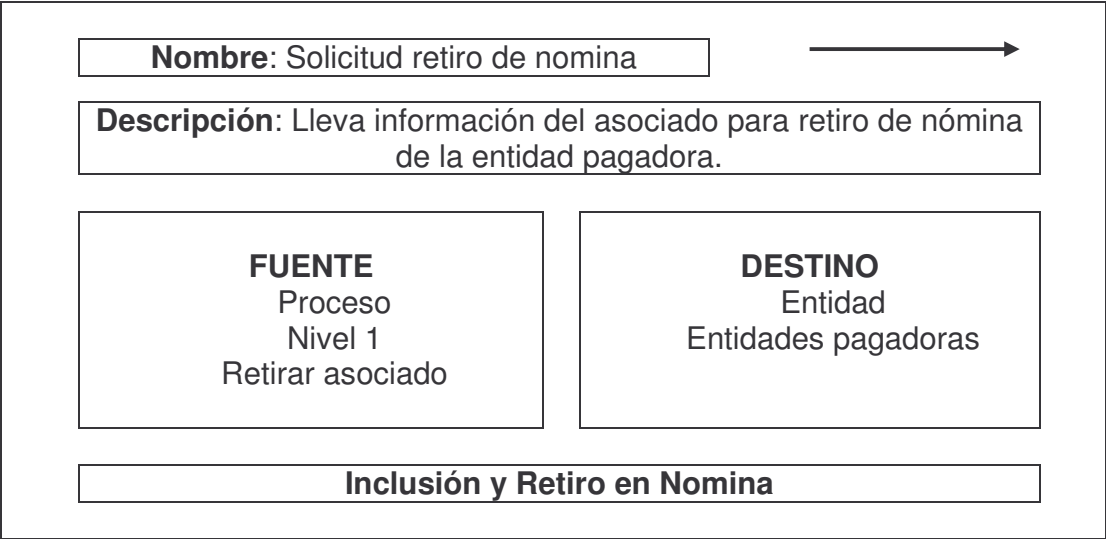 Nombre: Solicitud retiro de nomina
Descripción: Lleva información del asociado para retiro de nómina
de la entidad pagadora.
FUENTE
Proceso
Nivel 1
Retirar asociado
DESTINO
Entidad
Entidades pagadoras
Inclusión y Retiro en Nomina